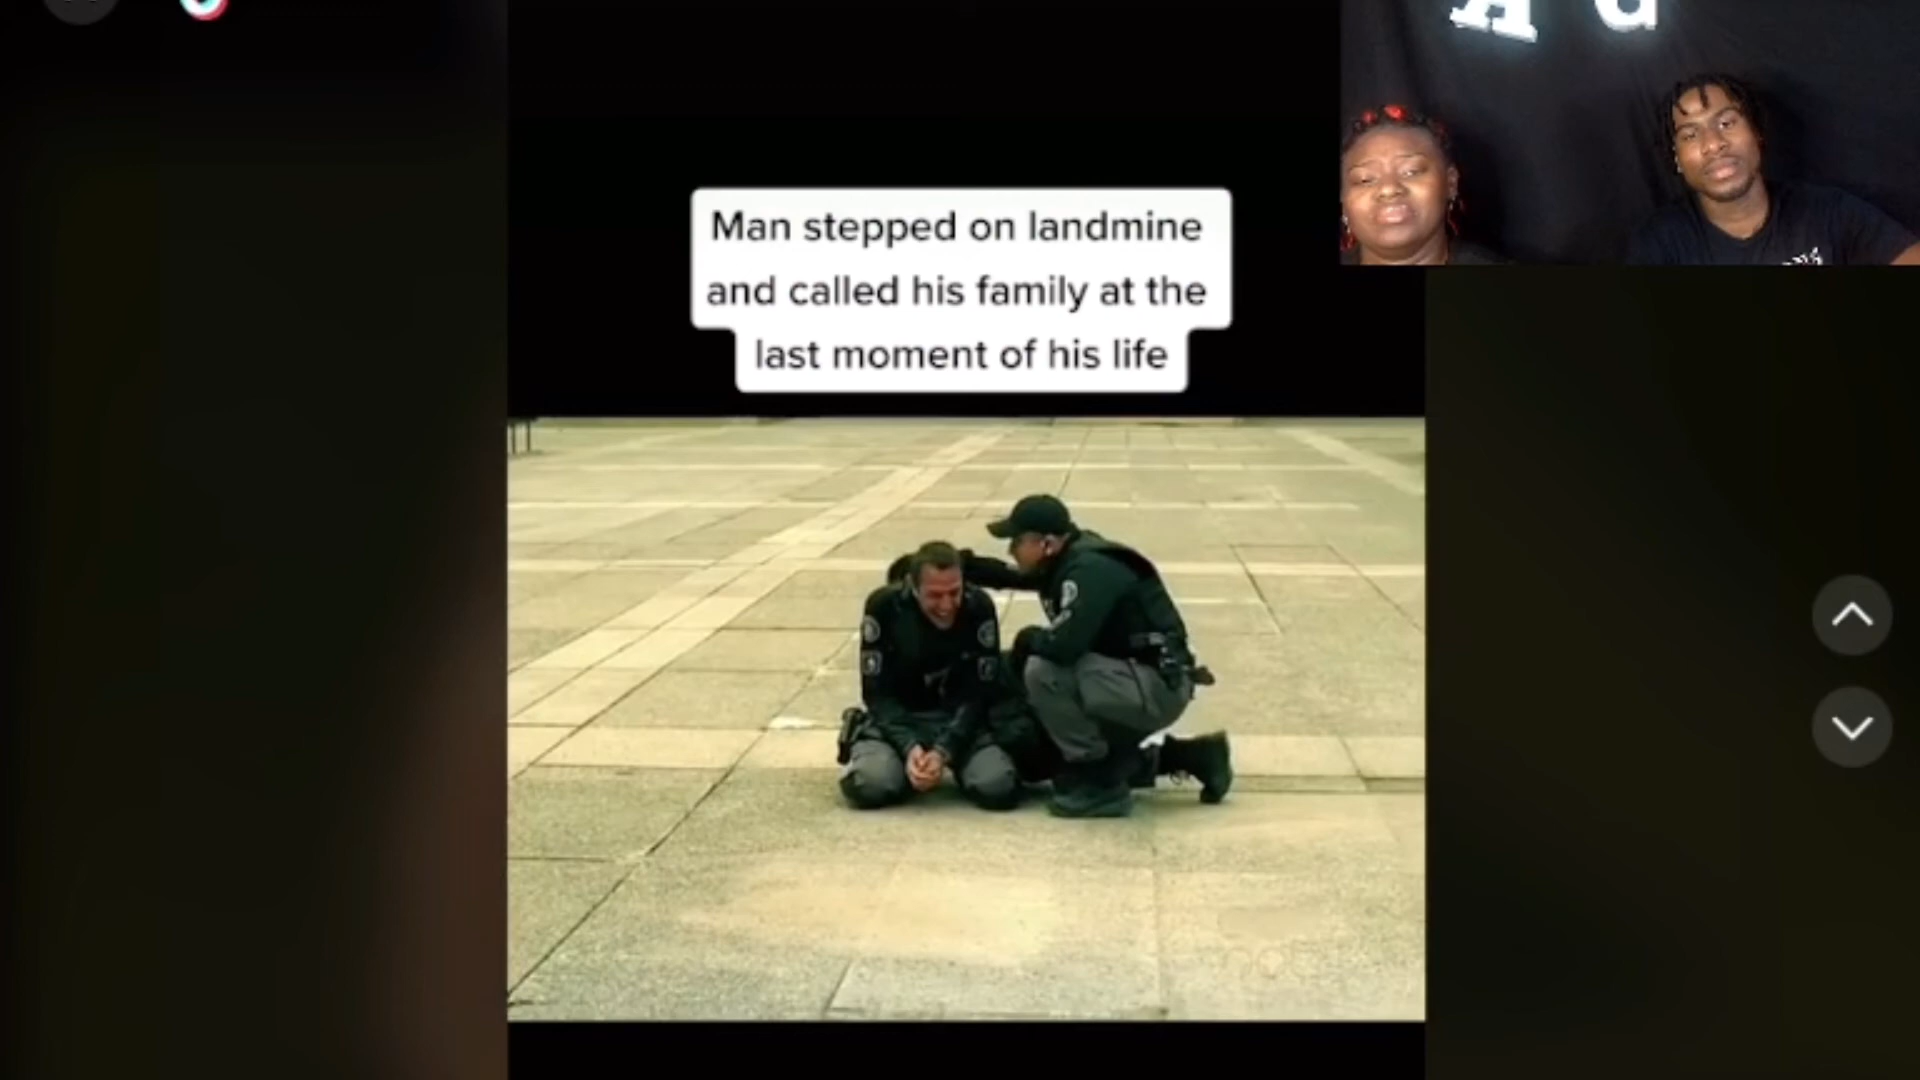 A G
Man stepped on landmine
and called his family at the
last moment of his life